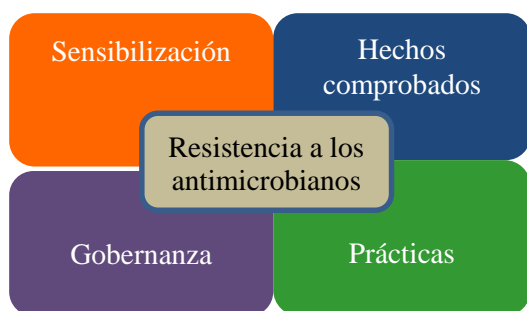 Sensibilización
Hechos
comprobados
Resistencia a los
antimicrobianos
Gobernanza
Prácticas